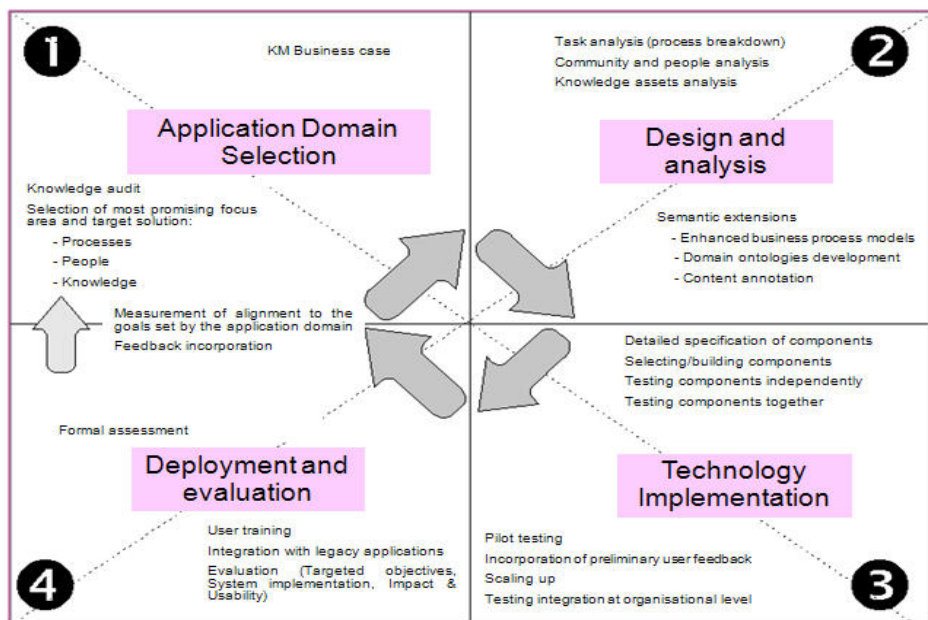 1
KM Business case
Application Domain
Selection
Knowledge audit
Selection of most promising focus
area and target solution:
- Processes
- People
- Knowledge
2
Task analysis (process breakdown)
Community and people analysis
Knowledge assets analysis
Design and
analysis
Semantic extensions
- Enhanced business process models
- Domain ontologies development
- Content annotation
Detailed specification of components
Selecting/building components
Testing components independently
Testing components together
Technology
Implementation
Pilot testing
Incorporation of preliminary user feedback
Scaling up
Testing integration at organisational level
3
Measurement of alignment to the
goals set by the application domain
Feedback incorporation
Formal assessment
Deployment and
evaluation
User training
Integration with legacy applications
Evaluation (Targeted objectives,
System implementation, Impact &
Usability)
4